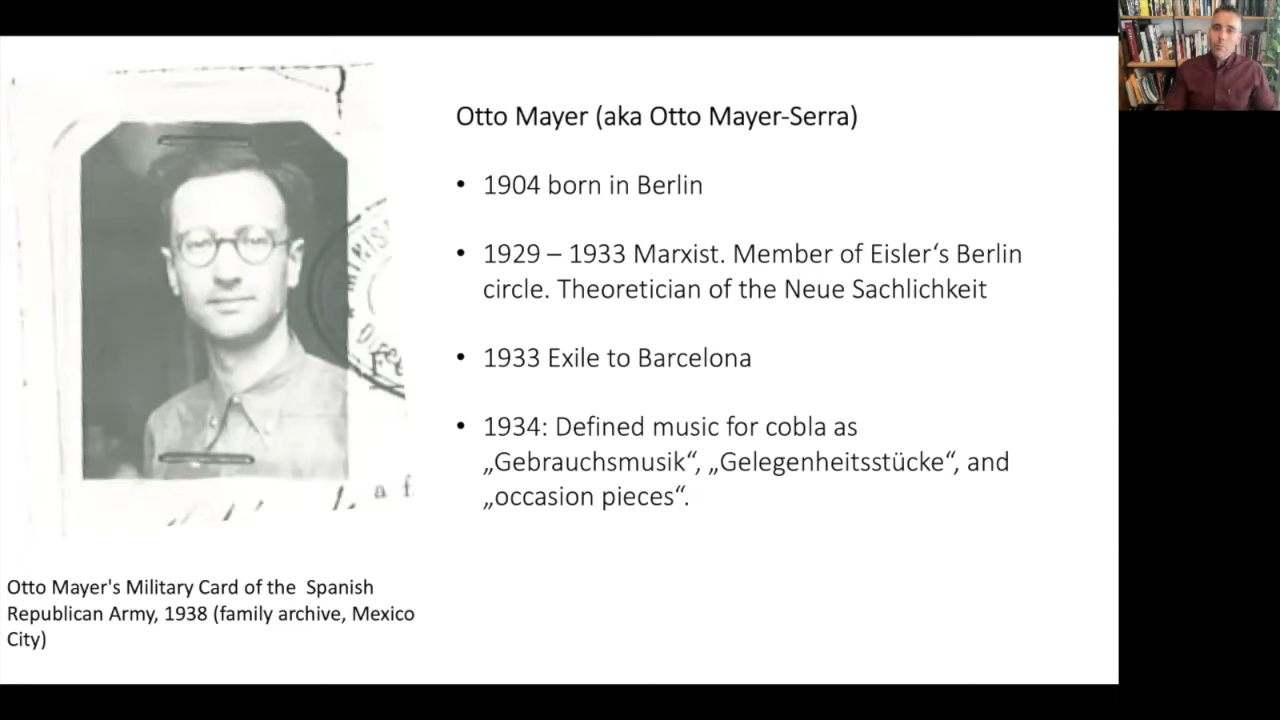 Otto Mayer (aka Otto Mayer-Serra)
• 1904 born in Berlin
• 1929 – 1933 Marxist. Member of Eisler‘s Berlin
circle. Theoretician of the Neue Sachlichkeit
• 1933 Exile to Barcelona
• 1934: Defined music for cobla as
„Gebrauchsmusik“, „Gelegenheitsstücke“, and
„occasion pieces“.
Otto Mayer's Military Card of the Spanish
Republican Army, 1938 (family archive, Mexico
City)